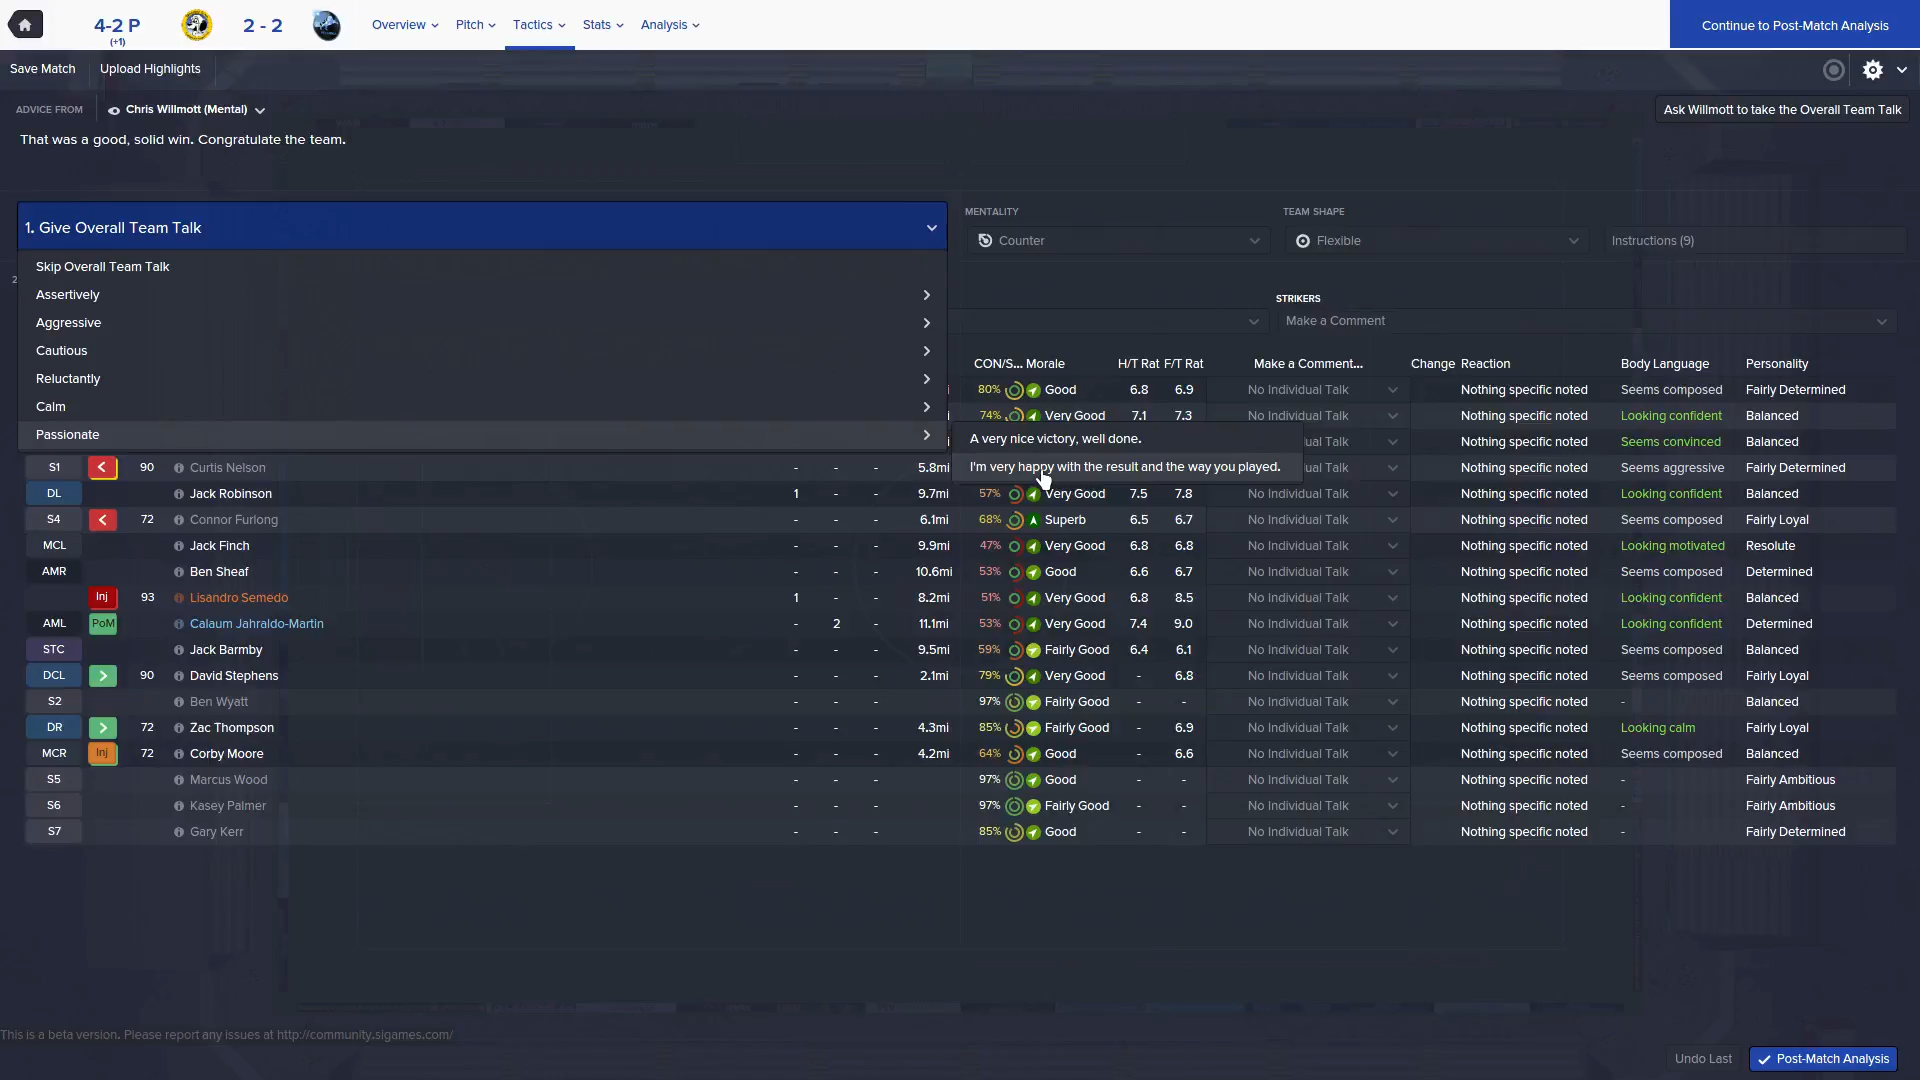 4-2 P
(+1)
2 - 2
Overview
Pitch
Tactics
Stats
Analysis
Continue to Post-Match Analysis
Save Match
Upload Highlights
ADVICE FROM
Chris Willmott (Mental)
Ask Willmott to take the Overall Team Talk
That was a good, solid win. Congratulate the team.
1. Give Overall Team Talk
MENTALITY
TEAM SHAPE
Counter
Flexible
Instructions (9)
Skip Overall Team Talk
Assertively
Aggressive
Cautious
Reluctantly
Calm
Passionate
STRIKERS
Make a Comment
A very nice victory, well done.
I'm very happy with the result and the way you played.
CON/S... Morale H/T Rat F/T Rat Make a Comment... Change Reaction Body Language Personality
80% Good 6.8 6.9 No Individual Talk Nothing specific noted Seems composed Fairly Determined
74% Very Good 7.1 7.3 No Individual Talk Nothing specific noted Looking confident Balanced
Nothing specific noted Seems convinced Balanced
S1 90 Curtis Nelson - - - 5.8mi Nothing specific noted Seems aggressive Fairly Determined
DL Jack Robinson 1 - - 9.7mi 57% Very Good 7.5 7.8 No Individual Talk Nothing specific noted Looking confident Balanced
S4 72 Connor Furlong - - - 6.1mi 68% Superb 6.5 6.7 No Individual Talk Nothing specific noted Seems composed Fairly Loyal
MCL Jack Finch - - - 9.9mi 47% Very Good 6.8 6.8 No Individual Talk Nothing specific noted Looking motivated Resolute
AMR Ben Sheaf - - - 10.6mi 53% Good 6.6 6.7 No Individual Talk Nothing specific noted Seems composed Determined
Inj 93 Lisandro Semedo 1 - - 8.2mi 51% Very Good 6.8 8.5 No Individual Talk Nothing specific noted Looking confident Balanced
AML PoM Calaum Jahraldo-Martin - 2 - 11.1mi 53% Very Good 7.4 9.0 No Individual Talk Nothing specific noted Looking confident Determined
STC Jack Barmby - - - 9.5mi 59% Fairly Good 6.4 6.1 No Individual Talk Nothing specific noted Seems composed Balanced
DCL 90 David Stephens - - - 2.1mi 79% Very Good - 6.8 No Individual Talk Nothing specific noted Seems composed Fairly Loyal
S2 Ben Wyatt - - - 97% Fairly Good - - No Individual Talk Nothing specific noted - Balanced
DR 72 Zac Thompson - - - 4.3mi 85% Fairly Good - 6.9 No Individual Talk Nothing specific noted Looking calm Fairly Loyal
MCR Inj 72 Corby Moore - - - 4.2mi 64% Good - 6.6 No Individual Talk Nothing specific noted Seems composed Balanced
S5 Marcus Wood - - - 97% Good - - No Individual Talk Nothing specific noted - Fairly Ambitious
S6 Kasey Palmer - - - 97% Fairly Good - - No Individual Talk Nothing specific noted - Fairly Ambitious
S7 Gary Kerr - - - 85% Good - - No Individual Talk Nothing specific noted - Fairly Determined
This is a beta version. Please report any issues at http://community.sigames.com/
Undo Last
Post-Match Analysis